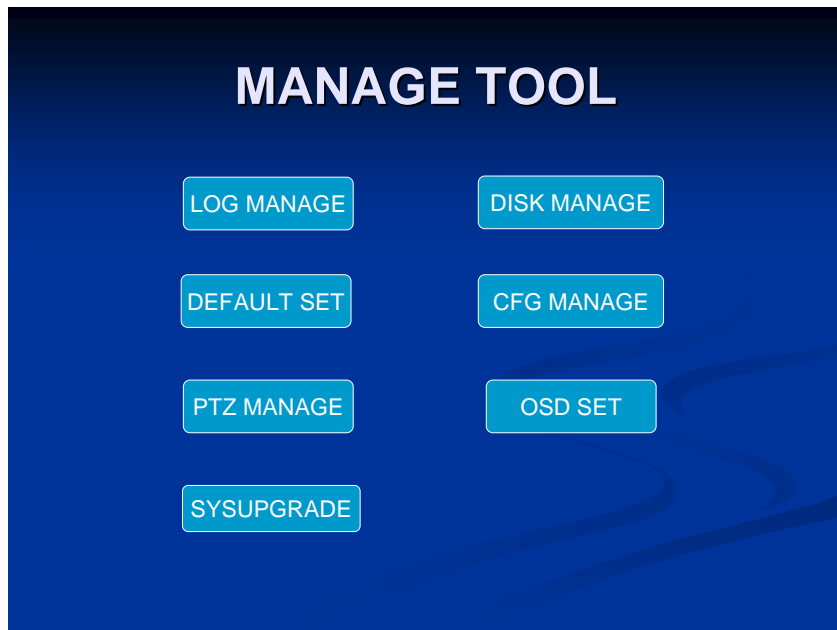 MANAGE TOOL
LOG MANAGE
DISK MANAGE
DEFAULT SET
CFG MANAGE
PTZ MANAGE
OSD SET
SYSUPGRADE